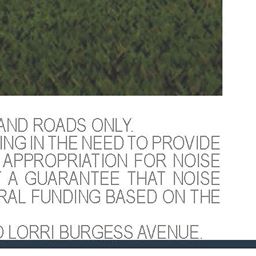 AND ROADS ONLY.
ING IN THE NEED TO PROVIDE
APPROPRIATION FOR NOISE
A GUARANTEE THAT NOISE
RAL FUNDING BASED ON THE
LORRI BURGESS AVENUE.